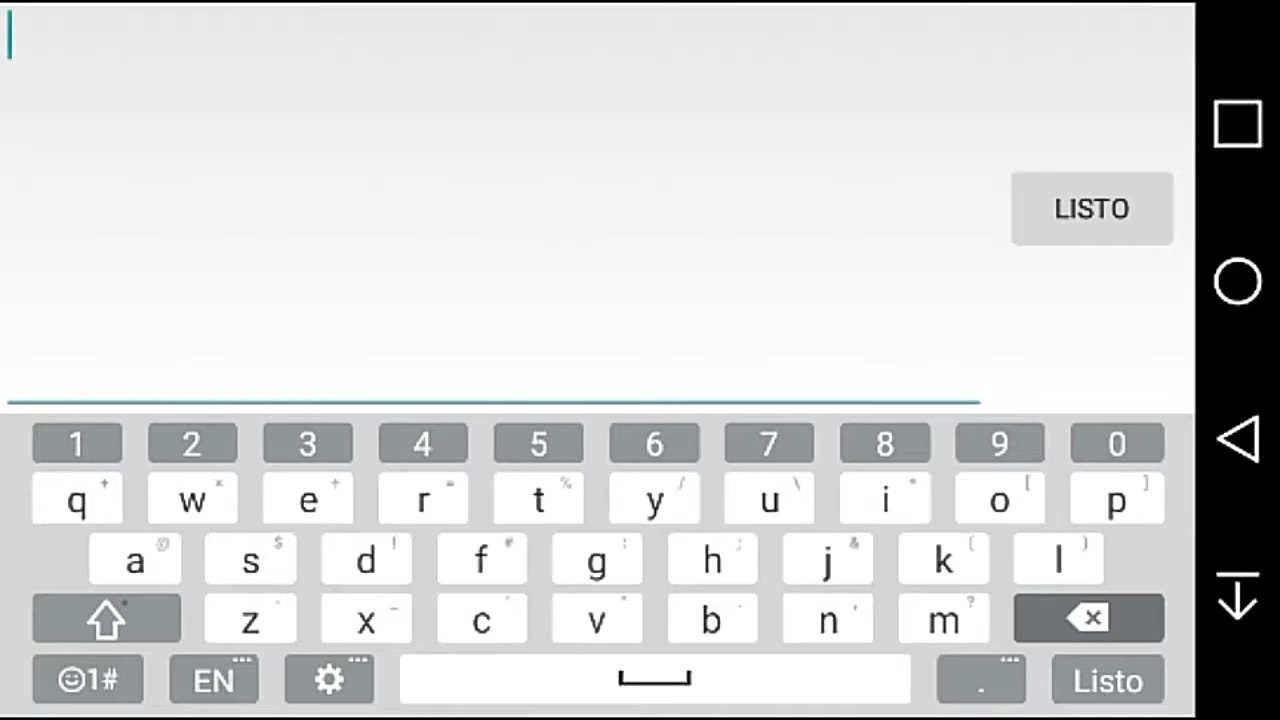 LISTO
1 2 3 4 5 6 7 8 9 0
q w e r t y u i o p
a s d f g h j k l
z x c v b n m
1# EN . Listo